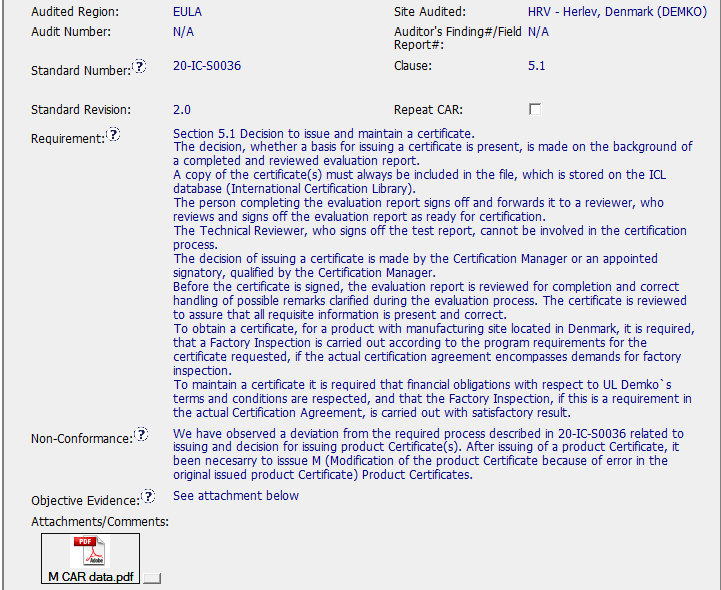 Audited Region: EULA Site Audited: HRV - Herlev, Denmark (DEMKO)
Audit Number: N/A Auditor's Finding#/Field Report#: N/A
Standard Number: ? 20-IC-S0036 Clause: 5.1
Standard Revision: 2.0 Repeat CAR:
Requirement: ? Section 5.1 Decision to issue and maintain a certificate.
The decision, whether a basis for issuing a certificate is present, is made on the background of
a completed and reviewed evaluation report.
A copy of the certificate(s) must always be included in the file, which is stored on the ICL
database (International Certification Library).
The person completing the evaluation report signs off and forwards it to a reviewer, who
reviews and signs off the evaluation report as ready for certification.
The Technical Reviewer, who signs off the test report, cannot be involved in the certification
process.
The decision of issuing a certificate is made by the Certification Manager or an appointed
signatory, qualified by the Certification Manager.
Before the certificate is signed, the evaluation report is reviewed for completion and correct
handling of possible remarks clarified during the evaluation process. The certificate is reviewed
to assure that all requisite information is present and correct.
To obtain a certificate, for a product with manufacturing site located in Denmark, it is required,
that a Factory Inspection is carried out according to the program requirements for the
certificate requested, if the actual certification agreement encompasses demands for factory
inspection.
To maintain a certificate it is required that financial obligations with respect to UL Demko`s
terms and conditions are respected, and that the Factory Inspection, if this is a requirement in
the actual Certification Agreement, is carried out with satisfactory result.
Non-Conformance: ? We have observed a deviation from the required process described in 20-IC-S0036 related to
issuing and decision for issuing product Certificate(s). After issuing of a product Certificate, it
been necesarry to isssue M (Modification of the product Certificate because of error in the
original issued product Certificate) Product Certificates.
Objective Evidence: ? See attachment below
Attachments/Comments:
PDF
Adobe
M CAR data.pdf